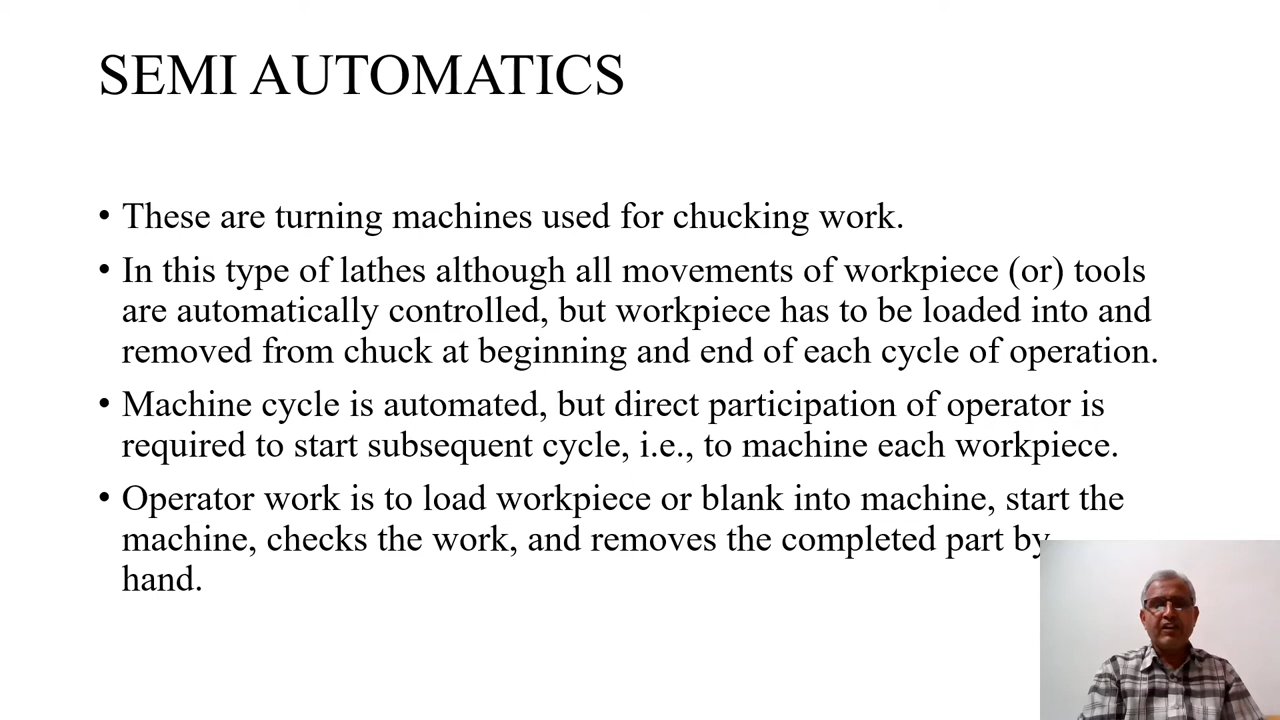 SEMI AUTOMATICS
• These are turning machines used for chucking work.
• In this type of lathes although all movements of workpiece (or) tools
are automatically controlled, but workpiece has to be loaded into and
removed from chuck at beginning and end of each cycle of operation.
• Machine cycle is automated, but direct participation of operator is
required to start subsequent cycle, i.e., to machine each workpiece.
• Operator work is to load workpiece or blank into machine, start the
machine, checks the work, and removes the completed part by
hand.